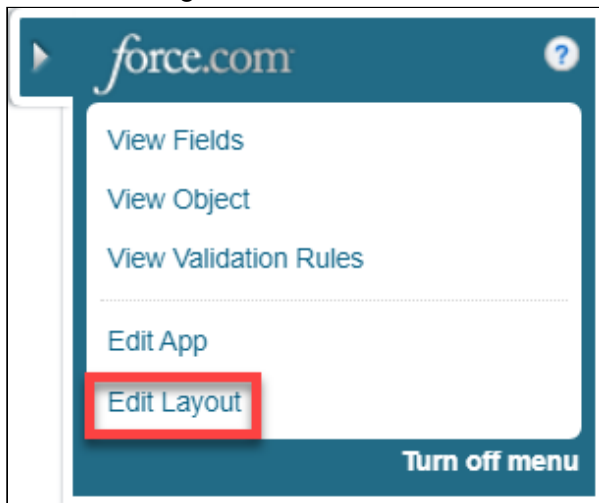 force.com
?
View Fields
View Object
View Validation Rules
Edit App
Edit Layout
Turn off menu